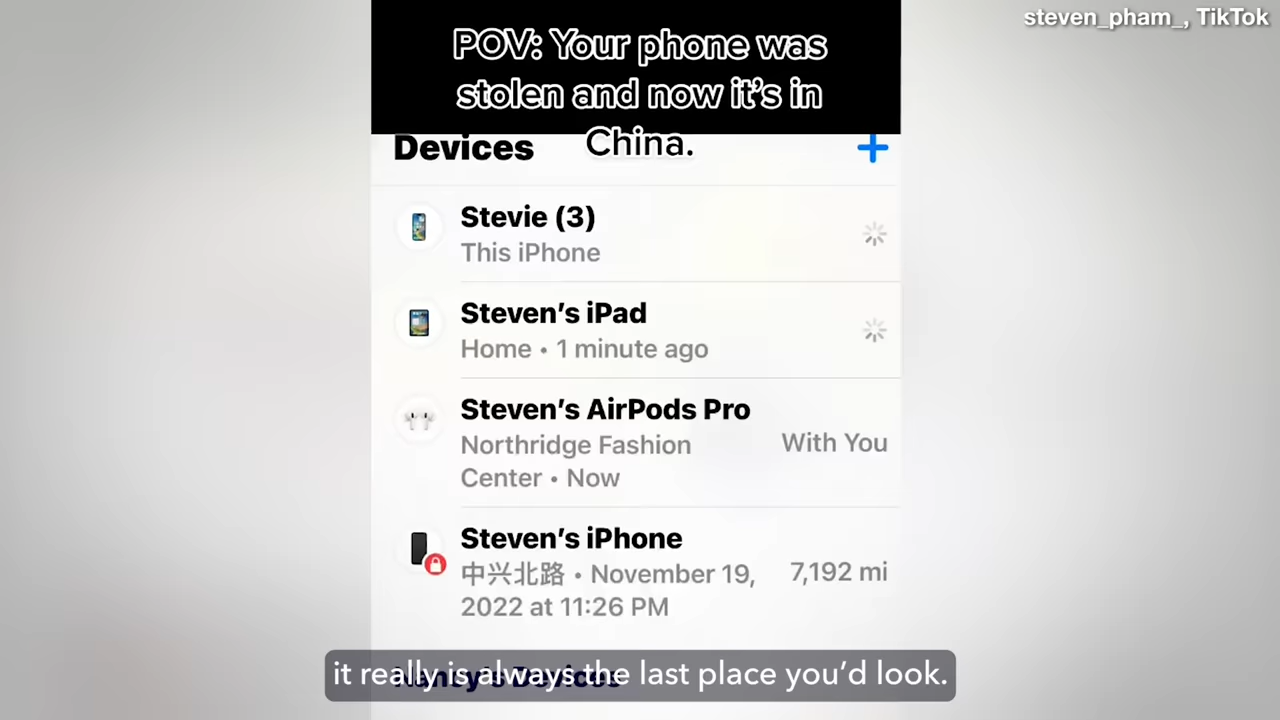 steven_pham_, TikTok
POV: Your phone was
stolen and now it's in
China.
Devices
Stevie (3)
This iPhone
Steven's iPad
Home • 1 minute ago
Steven's AirPods Pro
Northridge Fashion
Center • Now
With You
Steven's iPhone
中兴北路 • November 19,
2022 at 11:26 PM
7,192 mi
it really is always the last place you'd look.